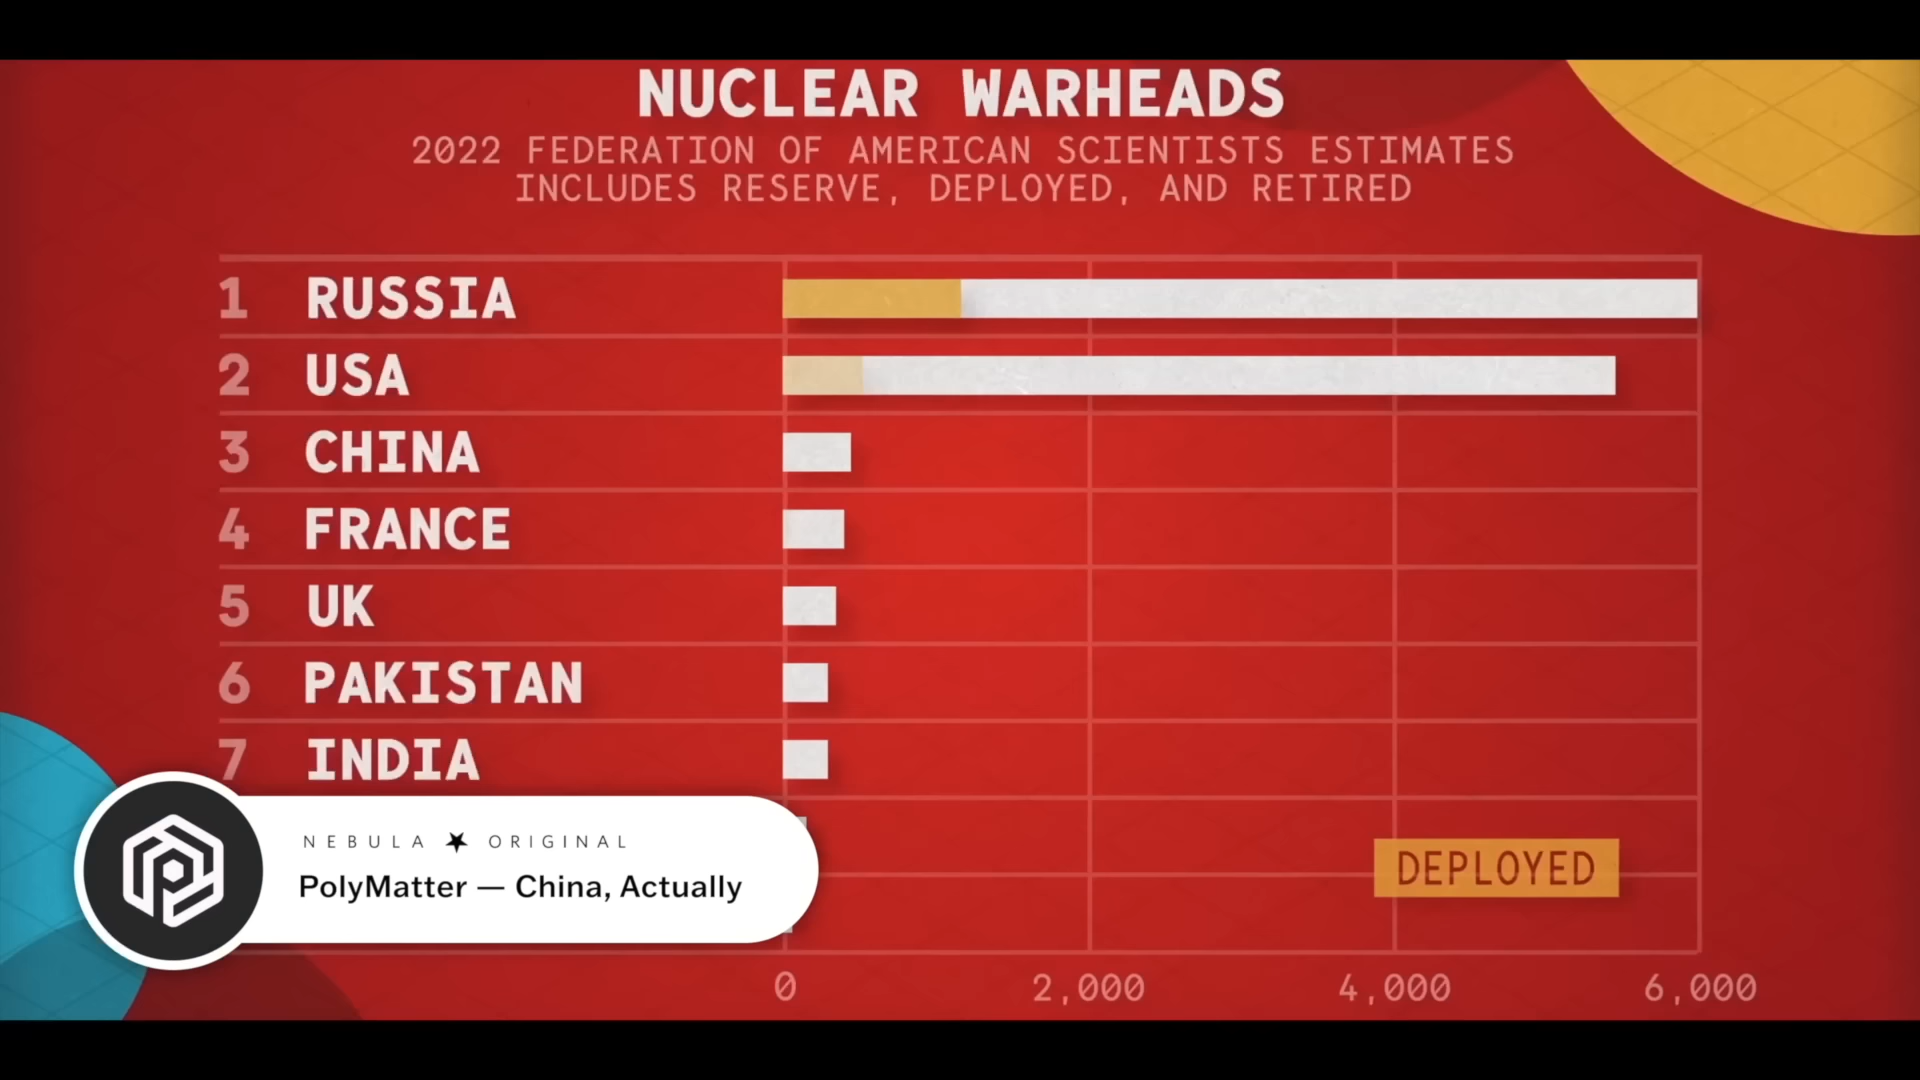 NUCLEAR WARHEADS
2022 FEDERATION OF AMERICAN SCIENTISTS ESTIMATES
INCLUDES RESERVE, DEPLOYED, AND RETIRED
1 RUSSIA
2 USA
3 CHINA
4 FRANCE
5 UK
6 PAKISTAN
7 INDIA
NEBULA ORIGINAL
PolyMatter — China, Actually
DEPLOYED
0 2,000 4,000 6,000